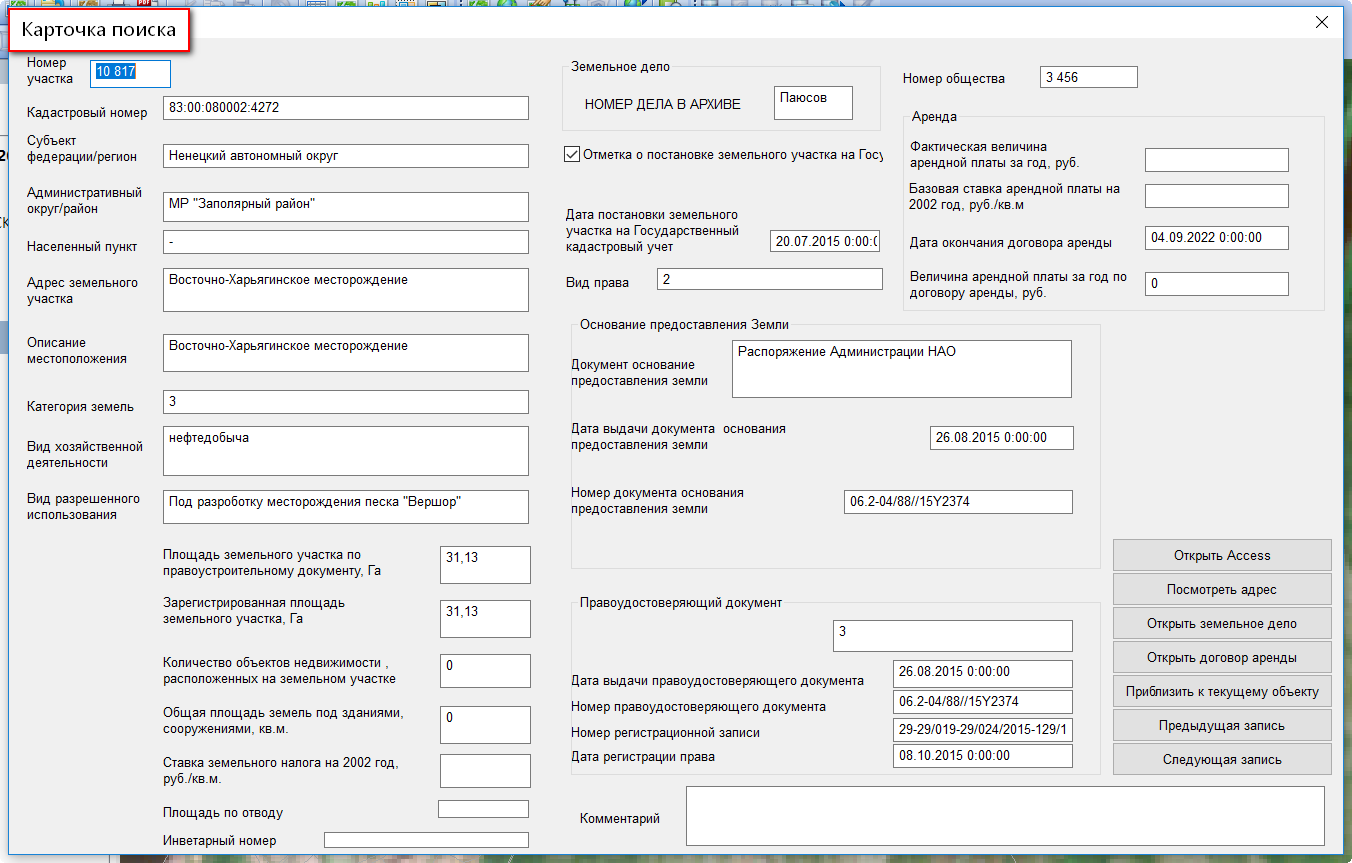 Карточка поиска
Номер
участка
10 817
Кадастровый номер
83:00:080002:4272
Субъект
федерации/регион
Ненецкий автономный округ
Административный
округ/район
МР "Заполярный район"
Населенный пункт
-
Адрес земельного
участка
Восточно-Харьягинское месторождение
Описание
местоположения
Восточно-Харьягинское месторождение
Категория земель
3
Вид хозяйственной
деятельности
нефтедобыча
Вид разрешенного
использования
Под разроботку месторождения песка "Вершор"
Площадь земельного участка по
правоустроительному документу, Га
31,13
Зарегистрированная площадь
земельного участка, Га
31,13
Количество объектов недвижимости ,
расположенных на земельном участке
0
Общая площадь земель под зданиями,
сооружениями, кв.м.
0
Ставка земельного налога на 2002 год,
руб./кв.м.
Площадь по отводу
Инветарный номер
Земельное дело
НОМЕР ДЕЛА В АРХИВЕ
Паюсов
Отметка о постановке земельного участка на Госу
Дата постановки земельного
участка на Государственный
кадастровый учет
20.07.2015 0:00:0
Вид права
2
Номер общества
3 456
Аренда
Фактическая величина
арендной платы за год, руб.
Базовая ставка арендной платы на
2002 год, руб./кв.м
Дата окончания договора аренды
04.09.2022 0:00:00
Величина арендной платы за год по
договору аренды, руб.
0
Основание предоставления Земли
Документ основание
предоставления земли
Распоряжение Администрации НАО
Дата выдачи документа основания
предоставления земли
26.08.2015 0:00:00
Номер документа основания
предоставления земли
06.2-04/88//15Y2374
Правоудостоверяющий документ
3
Дата выдачи правоудостоверяющего документа
26.08.2015 0:00:00
Номер правоудостоверяющего документа
06.2-04/88//15Y2374
Номер регистрационной записи
29-29/019-29/024/2015-129/1
Дата регистрации права
08.10.2015 0:00:00
Комментарий
Открыть Access
Посмотреть адрес
Открыть земельное дело
Открыть договор аренды
Приблизить к текущему объекту
Предыдущая запись
Следующая запись